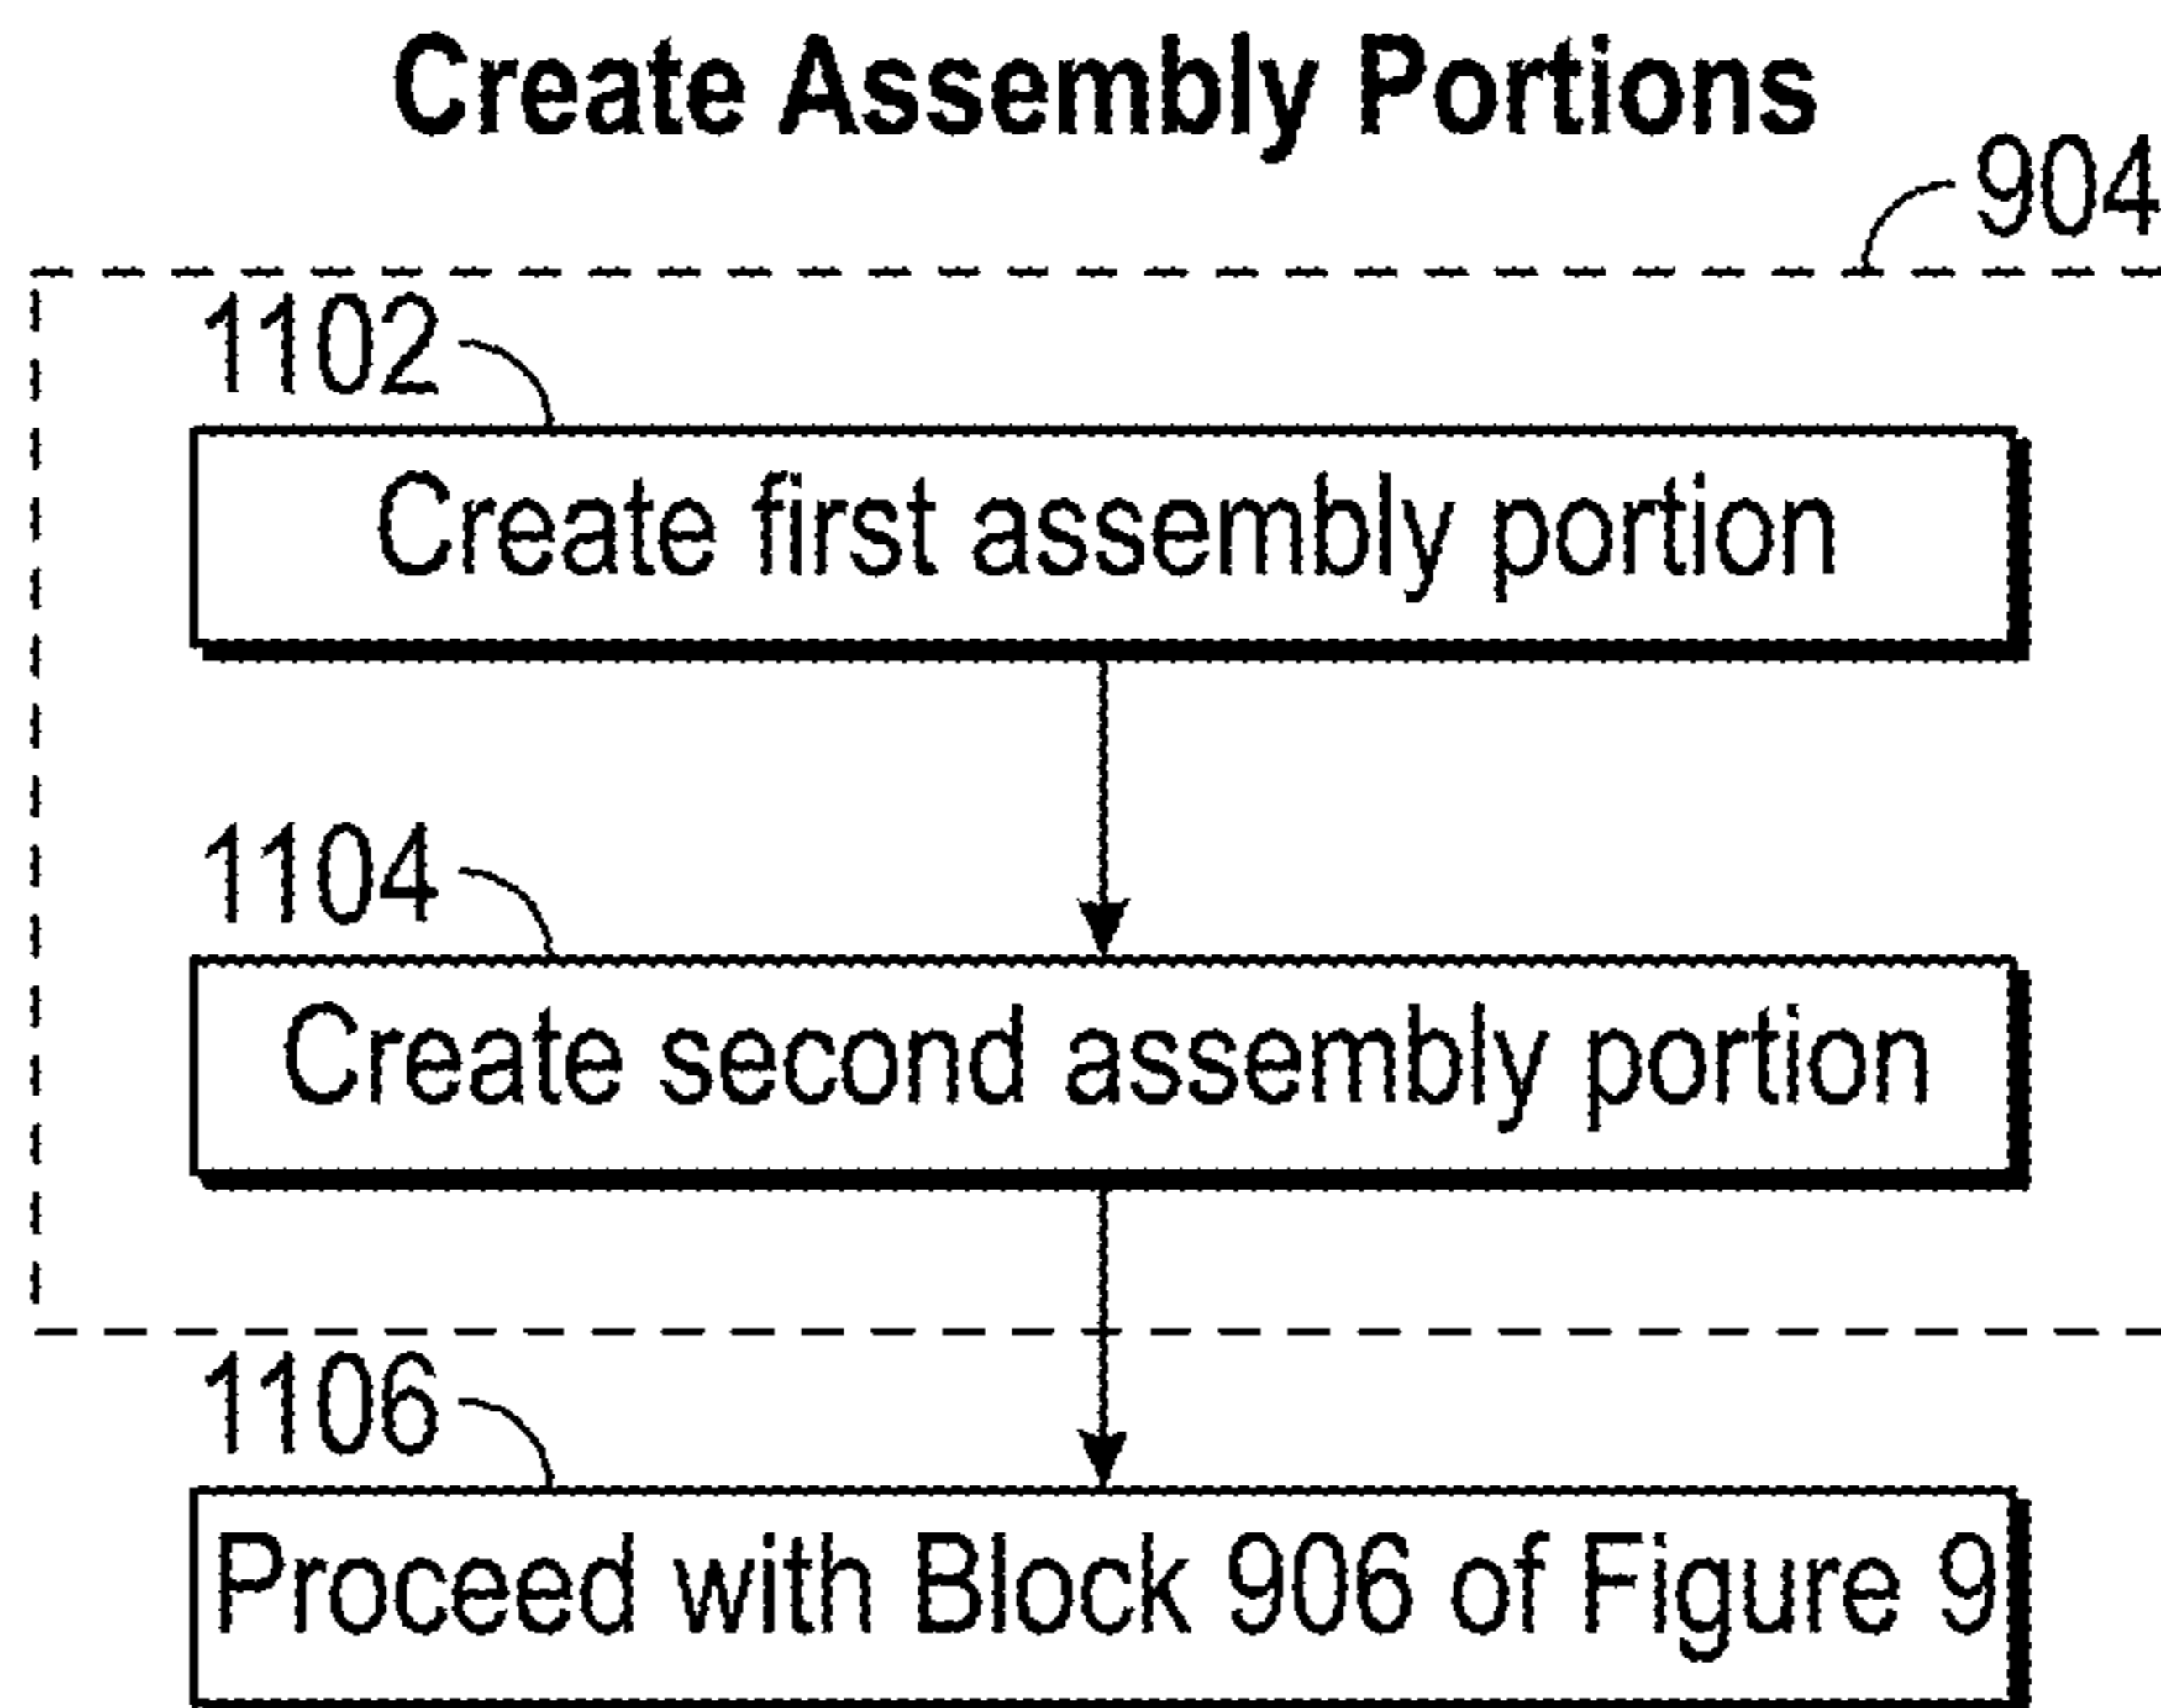 Create Assembly Portions
904
1102
Create first assembly portion
1104
Create second assembly portion
1106
Proceed with Block 906 of Figure 9